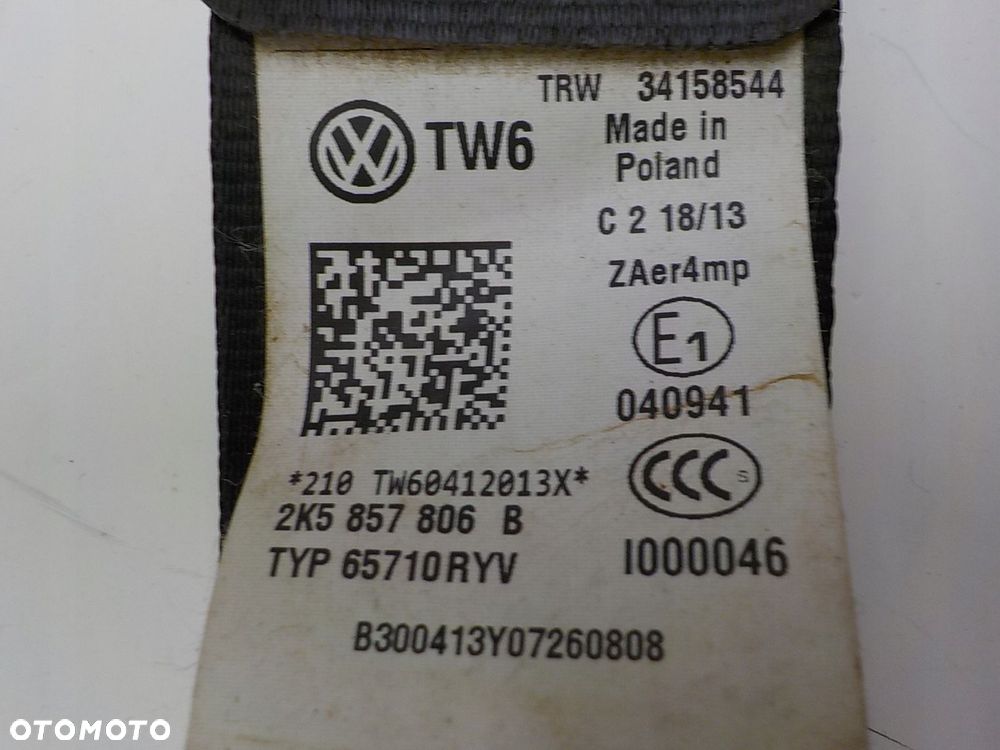 TRW 34158544
TW6
Made in
Poland
C 2 18/13
ZAer4mp
E1
040941
CCC S
*210 TW60412013X*
2K5 857 806 B
TYP 65710RYV
I000046
B300413Y07260808
OTOMOTO